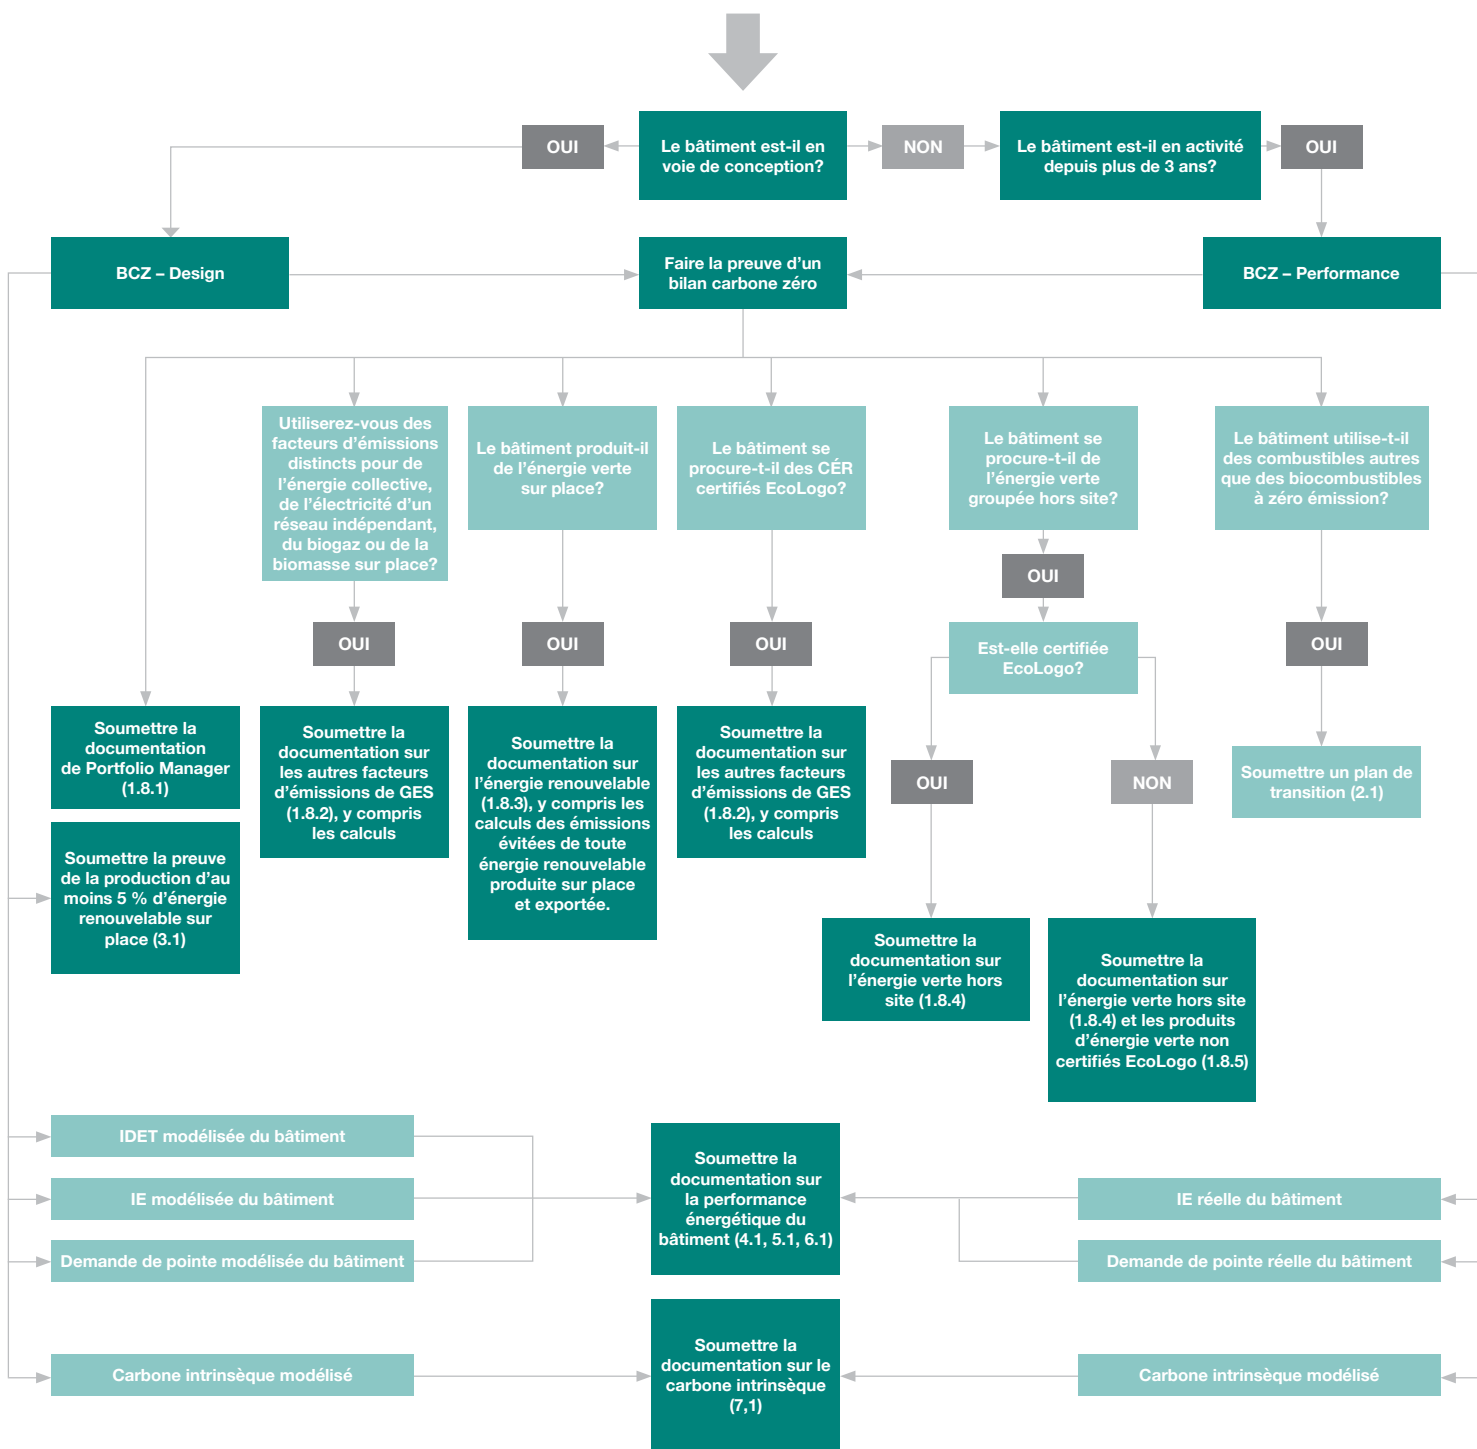 OUI
Le bâtiment est-il en
voie de conception?
NON
Le bâtiment est-il en activité
depuis plus de 3 ans?
OUI
BCZ – Design
Faire la preuve d’un
bilan carbone zéro
BCZ – Performance
Utiliserez-vous des
facteurs d’émissions
distincts pour de
l’énergie collective,
de l’électricité d’un
réseau indépendant,
du biogaz ou de la
biomasse sur place?
Le bâtiment produit-il
de l’énergie verte
sur place?
Le bâtiment se
procure-t-il des CÉR
certifiés EcoLogo?
Le bâtiment se
procure-t-il de
l’énergie verte
groupée hors site?
Le bâtiment utilise-t-il
des combustibles autres
que des biocombustibles
à zéro émission?
OUI
OUI
OUI
OUI
OUI
Est-elle certifiée
EcoLogo?
OUI
NON
Soumettre la
documentation
de Portfolio Manager
(1.8.1)
Soumettre la
documentation sur
les autres facteurs
d’émissions de GES
(1.8.2), y compris
les calculs
Soumettre la
documentation sur
l’énergie renouvelable
(1.8.3), y compris les
calculs des émissions
évitées de toute
énergie renouvelable
produite sur place
et exportée.
Soumettre la
documentation sur
les autres facteurs
d’émissions de GES
(1.8.2), y compris
les calculs
Soumettre un plan de
transition (2.1)
Soumettre la preuve
de la production d’au
moins 5 % d’énergie
renouvelable sur
place (3.1)
Soumettre la
documentation sur
l’énergie verte hors
site (1.8.4)
Soumettre la
documentation sur
l’énergie verte hors site
(1.8.4) et les produits
d’énergie verte non
certifiés EcoLogo (1.8.5)
IDET modélisée du bâtiment
IE modélisée du bâtiment
Demande de pointe modélisée du bâtiment
Soumettre la
documentation sur
la performance
énergétique du
bâtiment (4.1, 5.1, 6.1)
IE réelle du bâtiment
Demande de pointe réelle du bâtiment
Carbone intrinsèque modélisé
Soumettre la
documentation sur le
carbone intrinsèque
(7,1)
Carbone intrinsèque modélisé